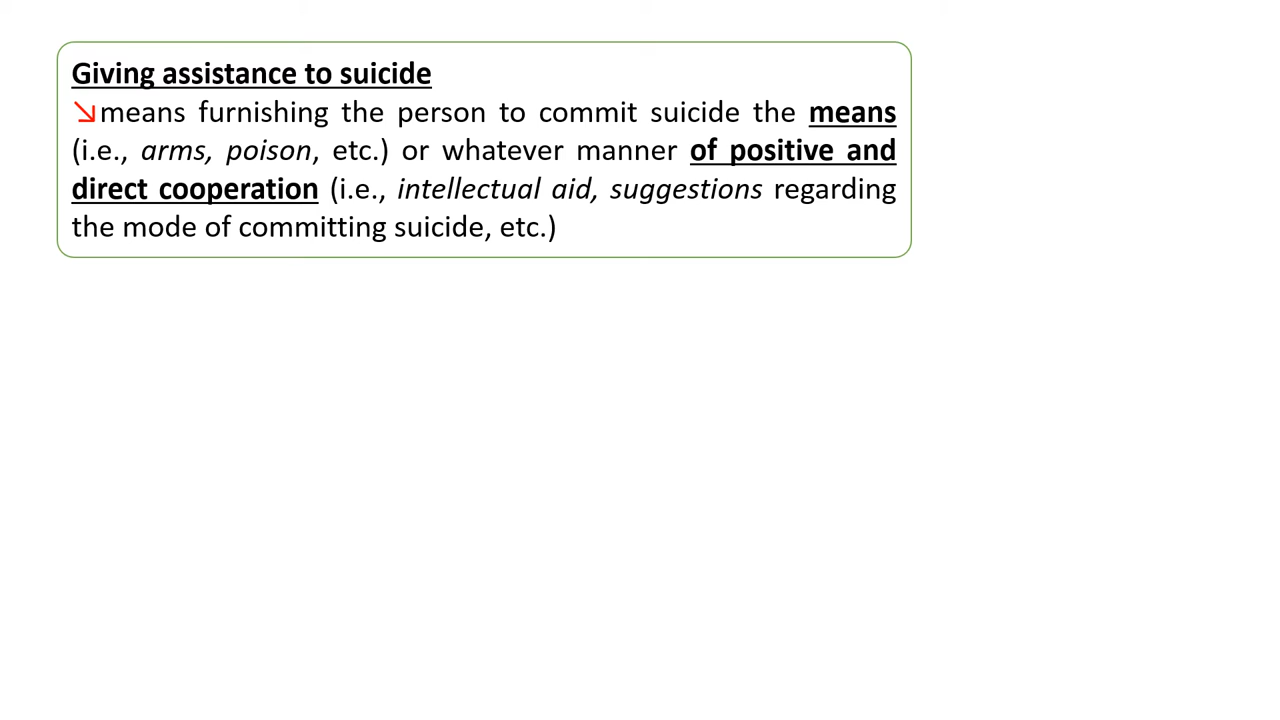 Giving assistance to suicide
↘means furnishing the person to commit suicide the means
(i.e., arms, poison, etc.) or whatever manner of positive and
direct cooperation (i.e., intellectual aid, suggestions regarding
the mode of committing suicide, etc.)